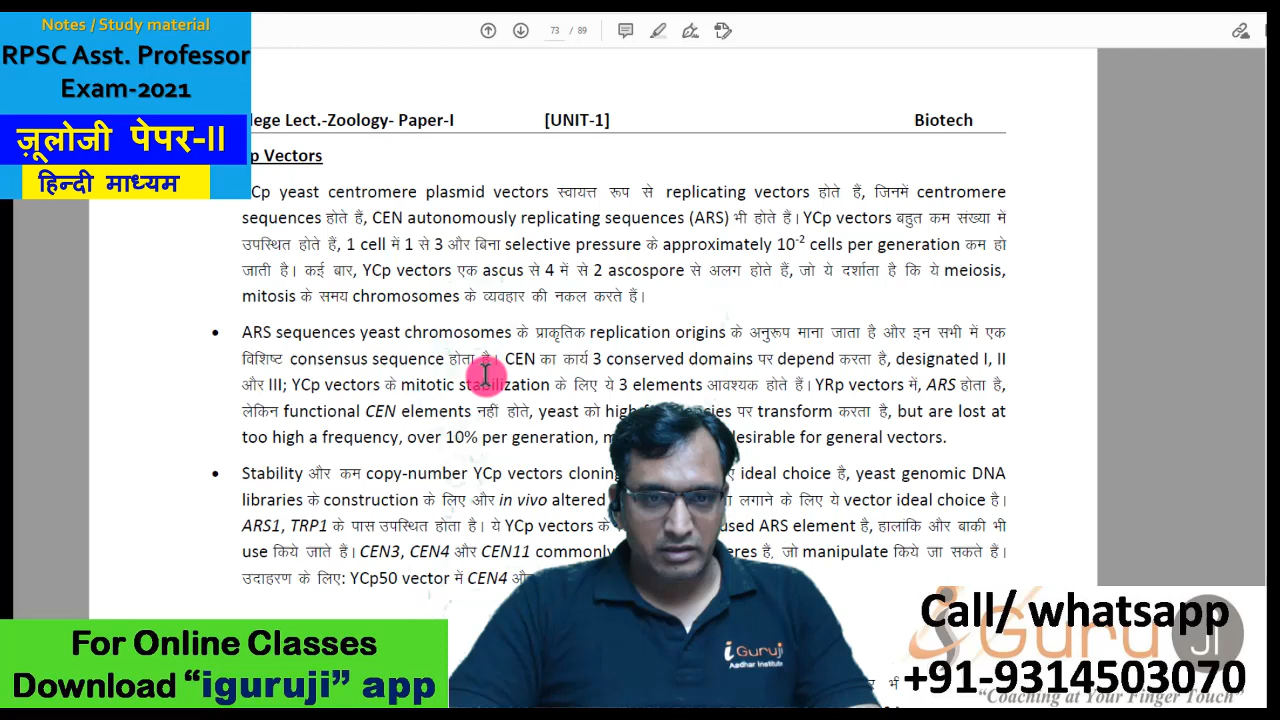 Notes / Study material
RPSC Asst. Professor
Exam-2021
ज़ूलोजी पेपर-II
हिन्दी माध्यम
73 / 89
lege Lect.-Zoology- Paper-I [UNIT-1] Biotech
p Vectors
Cp yeast centromere plasmid vectors स्वायत्त रूप से replicating vectors होते हैं, जिनमें centromere
sequences होते हैं, CEN autonomously replicating sequences (ARS) भी होते हैं। YCp vectors बहुत कम संख्या में
उपस्थित होते हैं, 1 cell में 1 से 3 और बिना selective pressure के approximately 10-2 cells per generation कम हो
जाती है। कई बार, YCp vectors एक ascus से 4 में से 2 ascospore से अलग होते हैं, जो ये दर्शाता है कि ये meiosis,
mitosis के समय chromosomes के व्यवहार की नकल करते हैं।
• ARS sequences yeast chromosomes के प्राकृतिक replication origins के अनुरूप माना जाता है और इन सभी में एक
विशिष्ट consensus sequence होता है। CEN का कार्य 3 conserved domains पर depend करता है, designated I, II
और III; YCp vectors के mitotic stabilization के लिए ये 3 elements आवश्यक होते हैं। YRp vectors में, ARS होता है,
लेकिन functional CEN elements नहीं होते, yeast को high पर transform करता है, but are lost at
too high a frequency, over 10% per generation, desirable for general vectors.
• Stability और कम copy-number YCp vectors cloning ideal choice है, yeast genomic DNA
libraries के construction के लिए और in vivo altered लगाने के लिए ये vector ideal choice है।
ARS1, TRP1 के पास उपस्थित होता है। ये YCp vectors के used ARS element है, हालांकि और बाकी भी
use किये जाते हैं। CEN3, CEN4 और CEN11 commonly हैं, जो manipulate किये जा सकते हैं।
उदाहरण के लिए: YCp50 vector में CEN4
i Guruji
Aadhar Institute
For Online Classes
Download “iguruji” app
Call/ whatsapp
Guru JI
+91-9314503070
“Coaching at Your Finger Touch”